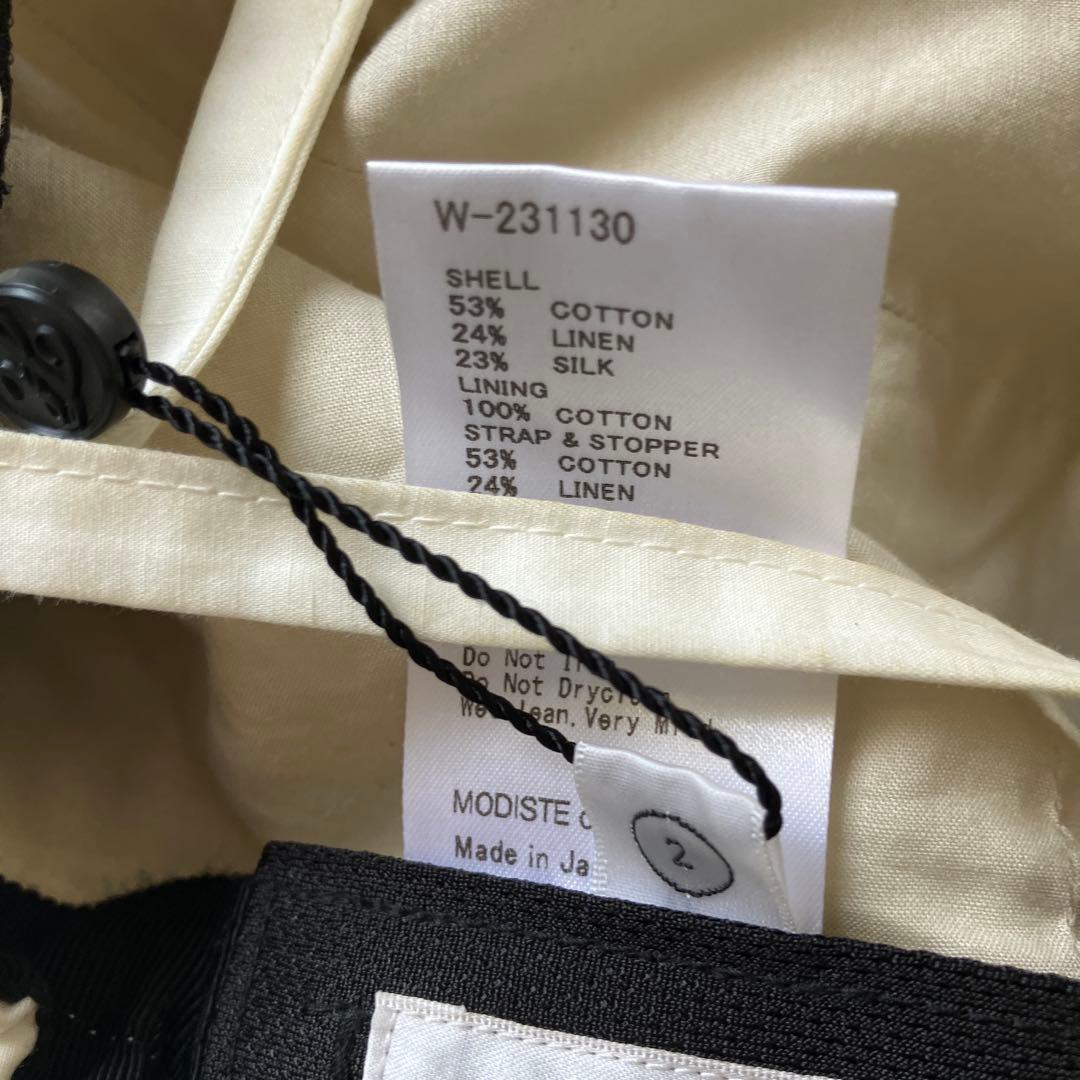 W-231130
SHELL
53% COTTON
24% LINEN
23% SILK
LINING
100% COTTON
STRAP & STOPPER
53% COTTON
24% LINEN
Do Not
Do Not
Very
MODISTE
Made in
2